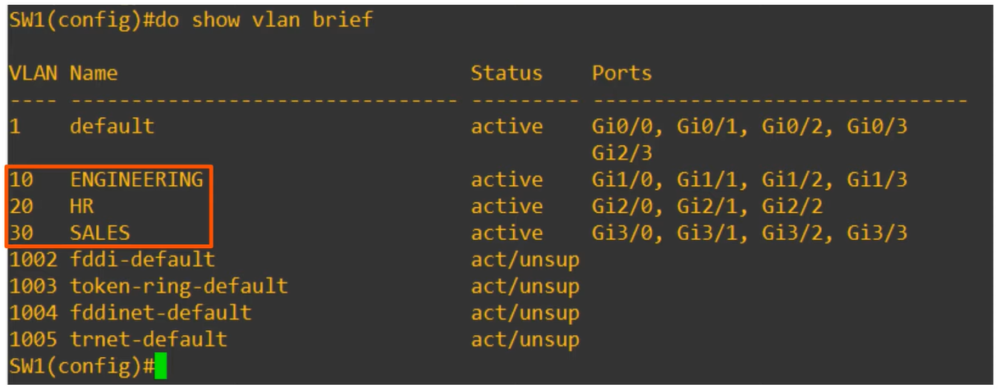 SW1(config)#do show vlan brief
VLAN Name                             Status    Ports
---- -------------------------------- --------- -------------------------------
1    default                          active    Gi0/0, Gi0/1, Gi0/2, Gi0/3
                                                Gi2/3
10   ENGINEERING                      active    Gi1/0, Gi1/1, Gi1/2, Gi1/3
20   HR                               active    Gi2/0, Gi2/1, Gi2/2
30   SALES                            active    Gi3/0, Gi3/1, Gi3/2, Gi3/3
1002 fddi-default                     act/unsup
1003 token-ring-default               act/unsup
1004 fddinet-default                  act/unsup
1005 trnet-default                    act/unsup
SW1(config)#